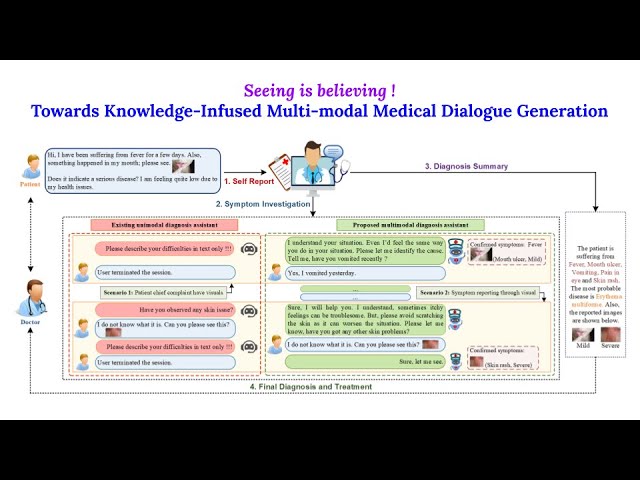 Seeing is believing !
Towards Knowledge-Infused Multi-modal Medical Dialogue Generation
Hi, I have been suffering from fever for a few days. Also,
something happened in my mouth; please see.
Does it indicate a serious disease? I am feeling quite low due to
my health issues.
Patient
1. Self Report
3. Diagnosis Summary
2. Symptom Investigation
Existing unimodal diagnosis assistant
Please describe your difficulties in text only !!!
User terminated the session.
Scenario 1: Patient chief complaint have visuals
Have you observed any skin issue?
I do not know what it is. Can you please see this?
Please describe your difficulties in text only !!!
User terminated the session.
Proposed multimodal diagnosis assistant
I understand your situation. Even I'd feel the same way
you do in your situation. Please let me identify the cause.
Tell me, have you vomited recently ?
Confirmed symptoms: Fever
(Mouth ulcer, Mild)
Yes, I vomited yesterday.
...
...
Scenario 2: Symptom reporting through visual
Sure, I will help you. I understand, sometimes itchy
feelings can be troublesome. But, please avoid scratching
the skin as it can worsen the situation. Please let me
know, have you got any other skin problems?
I do not know what it is. Can you please see this?
Sure, let me see.
Confirmed symptoms:
(Skin rash, Severe)
The patient is
suffering from
Fever, Mouth ulcer,
Vomiting, Pain in
eye and Skin rash.
The most probable
disease is Erythema
multiforme. Also,
the reported images
are shown below.
Mild Severe
Doctor
4. Final Diagnosis and Treatment